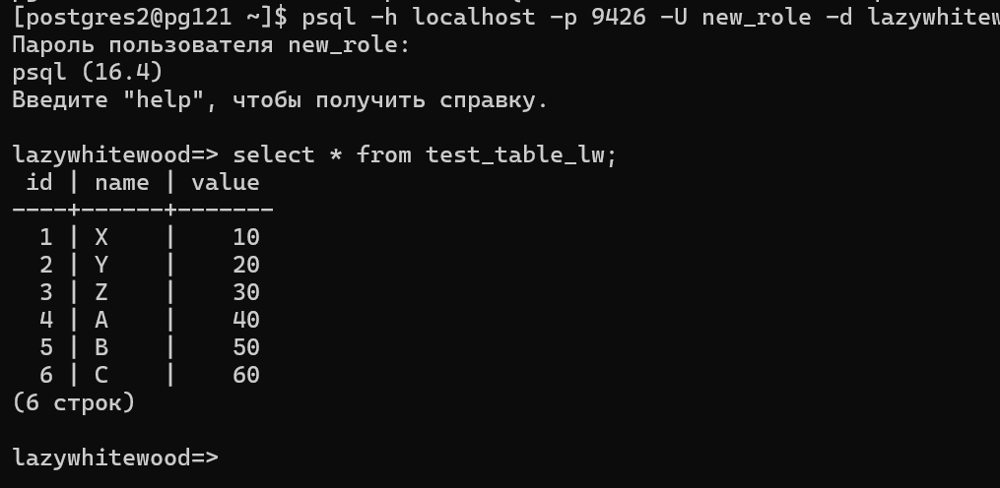 [postgres2@pg121 ~]$ psql -h localhost -p 9426 -U new_role -d lazywhitew
Пароль пользователя new_role:
psql (16.4)
Введите "help", чтобы получить справку.
lazywhitewood=> select * from test_table_lw;
 id | name | value
----+------+-------
  1 | X    |    10
  2 | Y    |    20
  3 | Z    |    30
  4 | A    |    40
  5 | B    |    50
  6 | C    |    60
(6 строк)
lazywhitewood=>